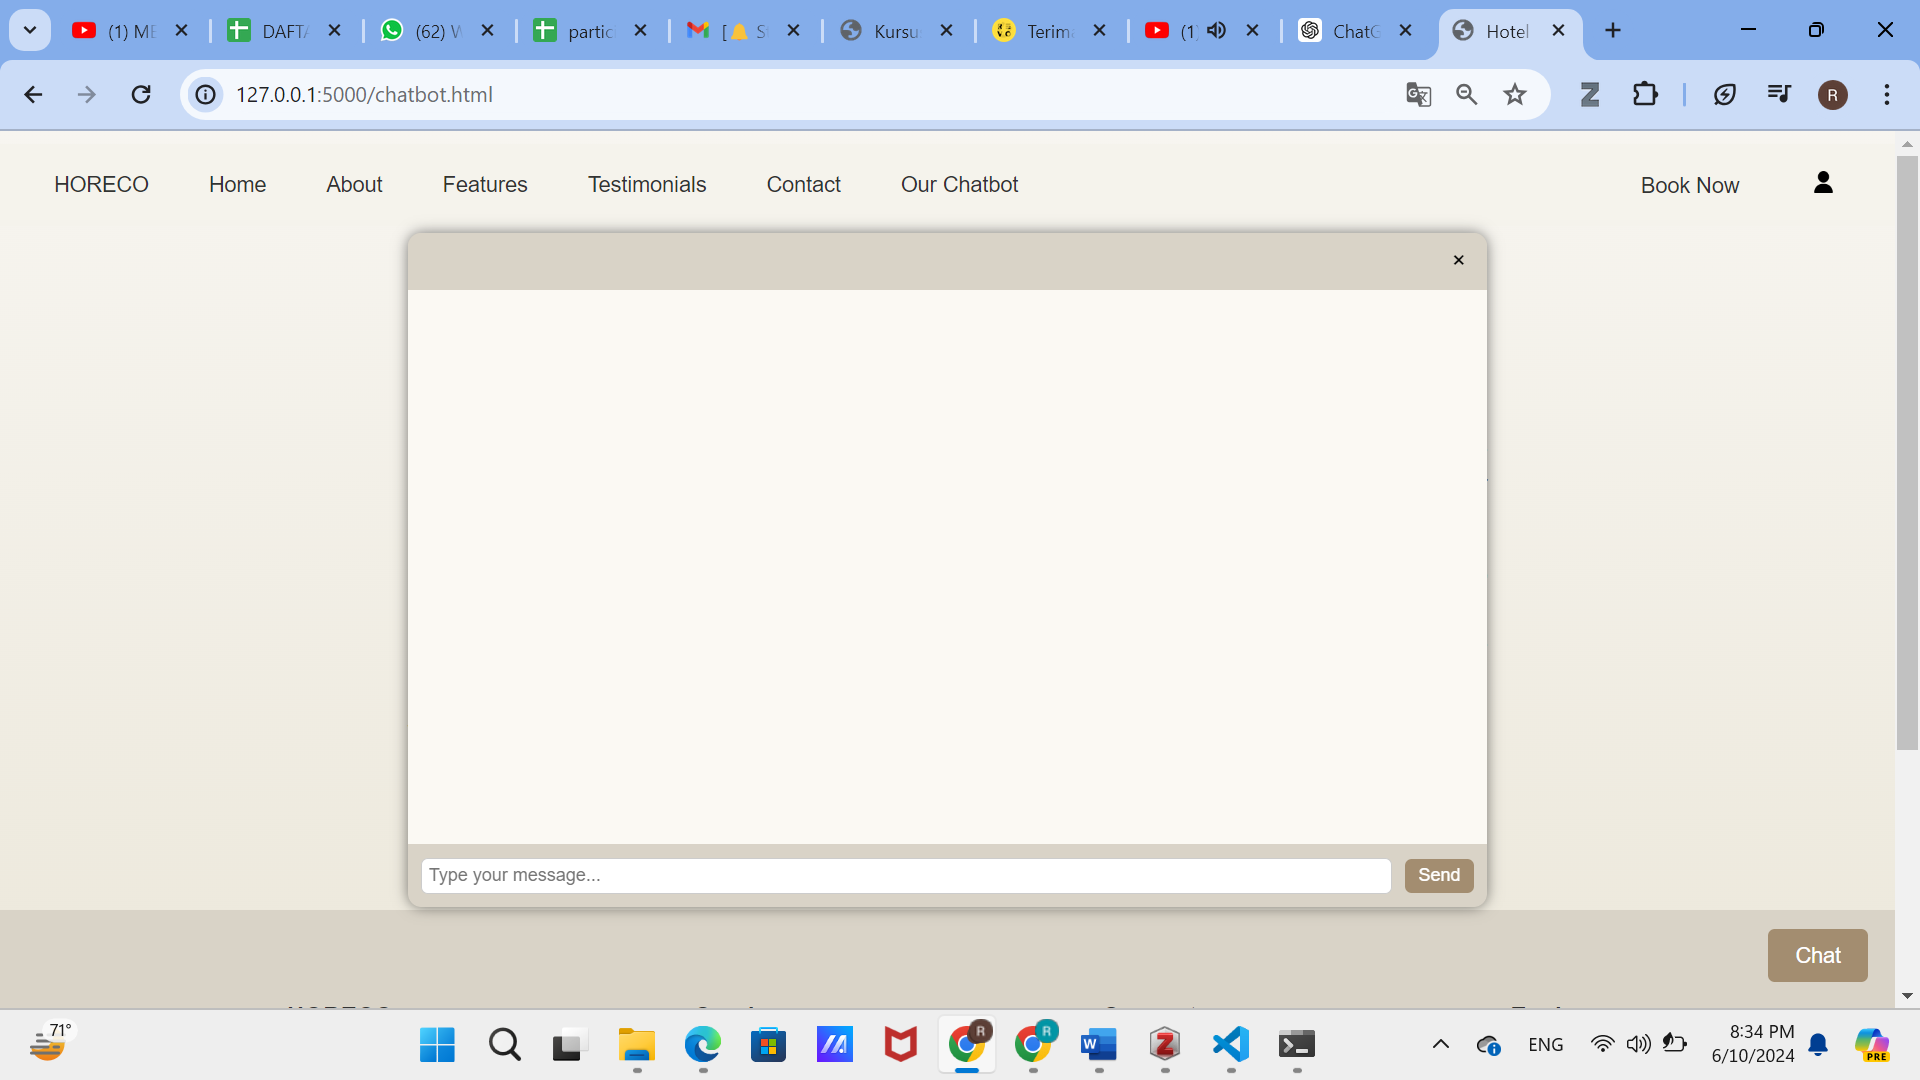 (1) ME
DAFTA
(62) W
partic
[🔔 S
Kursu
Terim
(1)
ChatG
Hotel
127.0.0.1:5000/chatbot.html
R
HORECO
Home
About
Features
Testimonials
Contact
Our Chatbot
Book Now
×
Type your message...
Send
Chat
71°
R
R
ENG
8:34 PM
6/10/2024
PRE